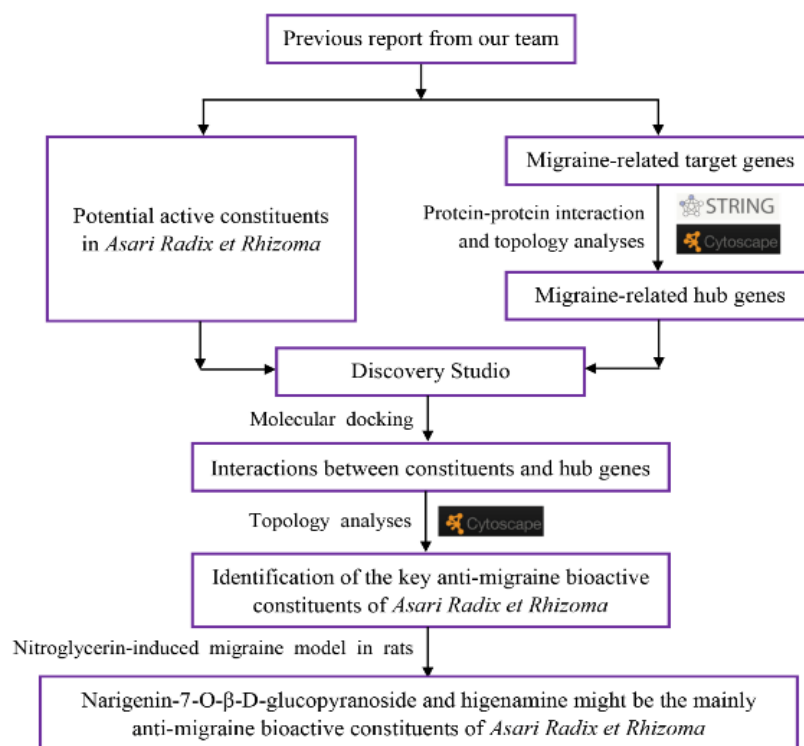 Previous report from our team
Migraine-related target genes
Potential active constituents
in Asari Radix et Rhizoma
Protein-protein interaction
and topology analyses
STRING
Cytoscape
Migraine-related hub genes
Discovery Studio
Molecular docking
Interactions between constituents and hub genes
Topology analyses
Cytoscape
Identification of the key anti-migraine bioactive
constituents of Asari Radix et Rhizoma
Nitroglycerin-induced migraine model in rats
Narigenin-7-O-β-D-glucopyranoside and higenamine might be the mainly
anti-migraine bioactive constituents of Asari Radix et Rhizoma